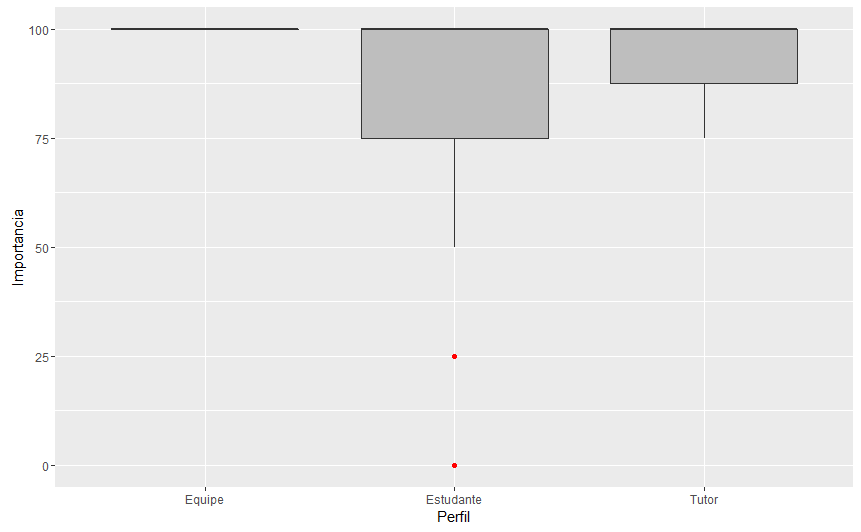 100
75
50
25
0
Importancia
Equipe
Estudante
Tutor
Perfil